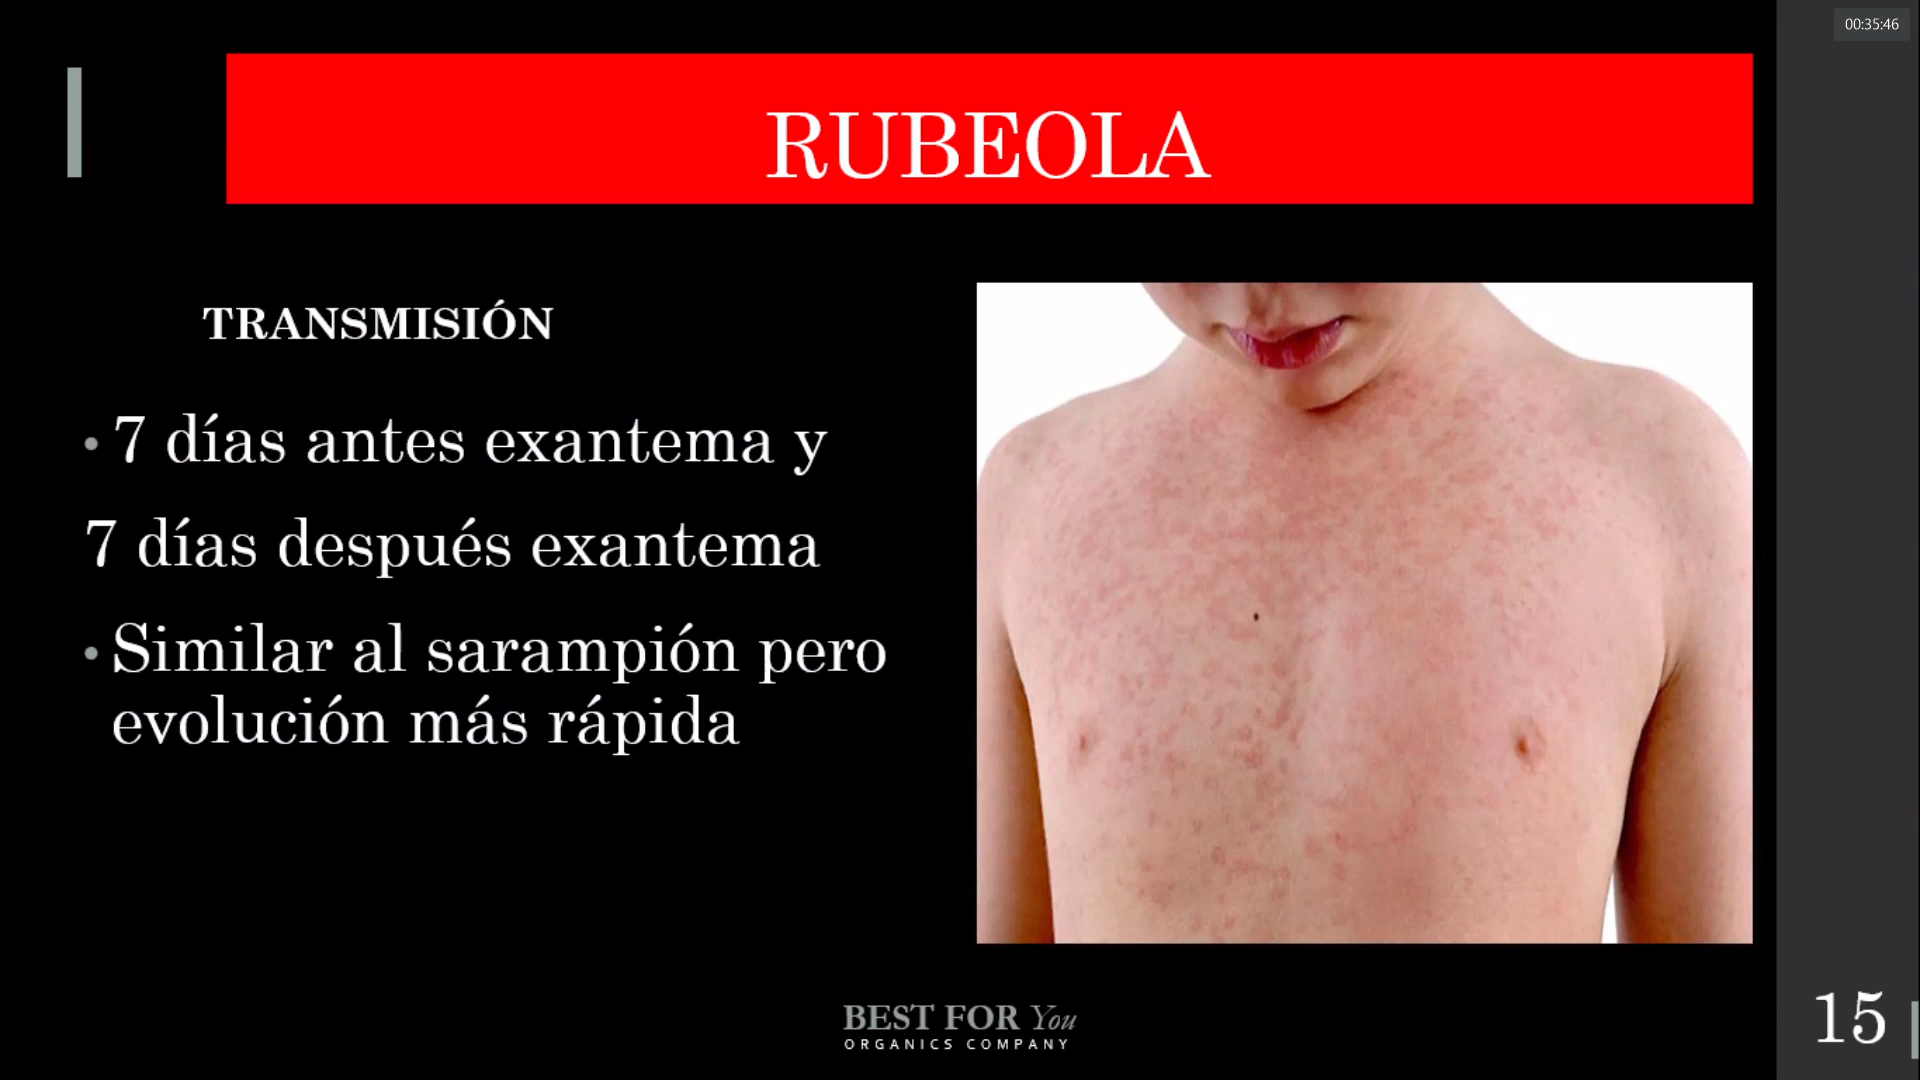 00:35:46
RUBEOLA
TRANSMISIÓN
• 7 días antes exantema y
7 días después exantema
• Similar al sarampión pero
evolución más rápida
BEST FOR You
ORGANICS COMPANY
15